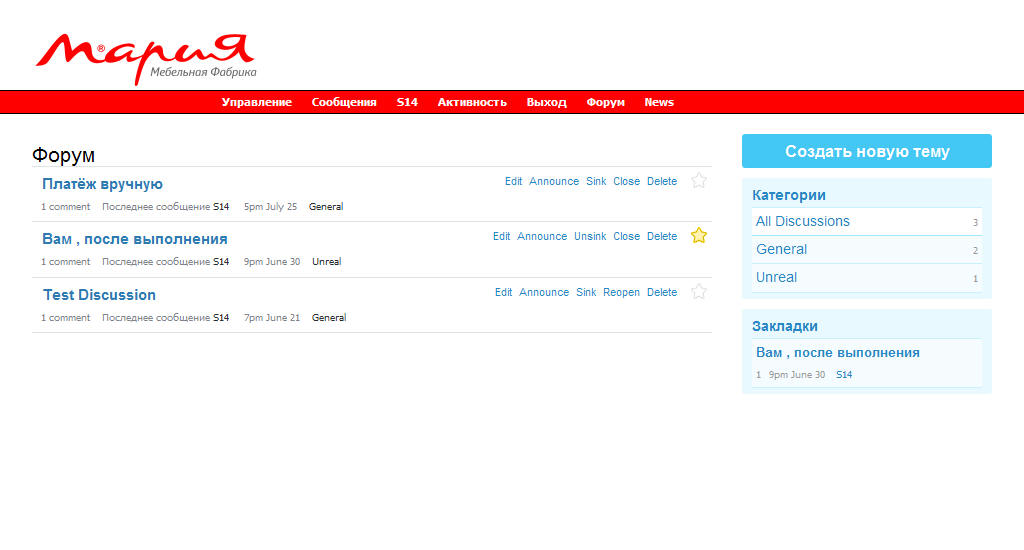 Мария®
Мебельная Фабрика
Управление Сообщения S14 Активность Выход Форум News
Форум
Платёж вручную
Edit Announce Sink Close Delete
1 comment Последнее сообщение S14 5pm July 25 General
Вам , после выполнения
Edit Announce Unsink Close Delete
1 comment Последнее сообщение S14 9pm June 30 Unreal
Test Discussion
Edit Announce Sink Reopen Delete
1 comment Последнее сообщение S14 7pm June 21 General
Создать новую тему
Категории
All Discussions 3
General 2
Unreal 1
Закладки
Вам , после выполнения
1 9pm June 30 S14